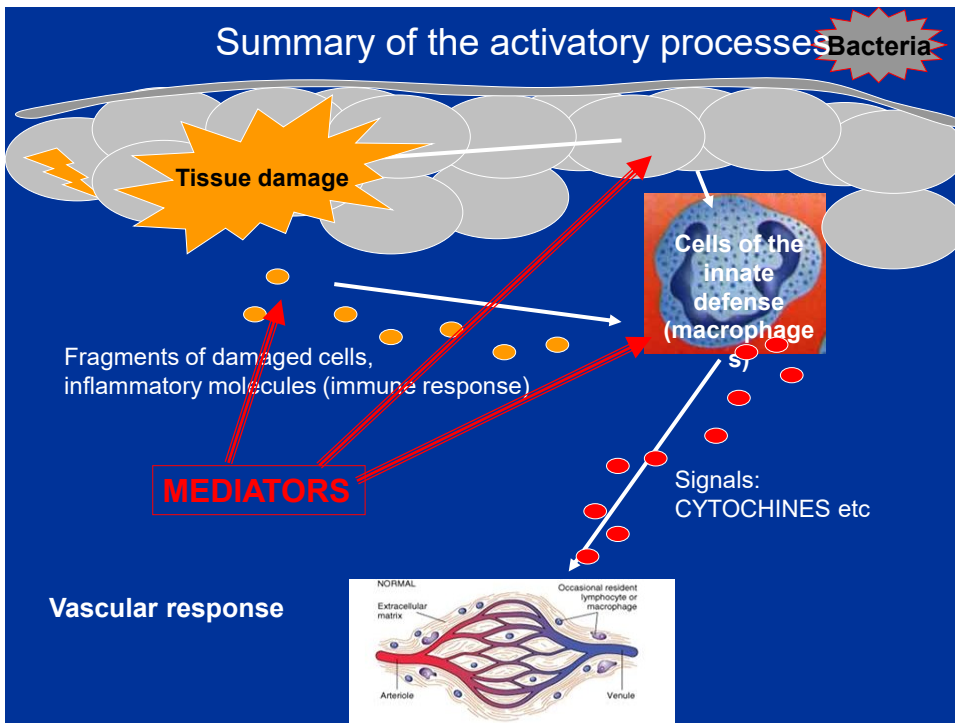 Summary of the activatory processes
Bacteria
Tissue damage
Cells of the
innate
defense
(macrophage
s)
Fragments of damaged cells,
inflammatory molecules (immune response)
MEDIATORS
Signals:
CYTOCHINES etc
Vascular response
NORMAL
Extracellular
matrix
Occasional resident
lymphocyte or
macrophage
Arteriole
Venule